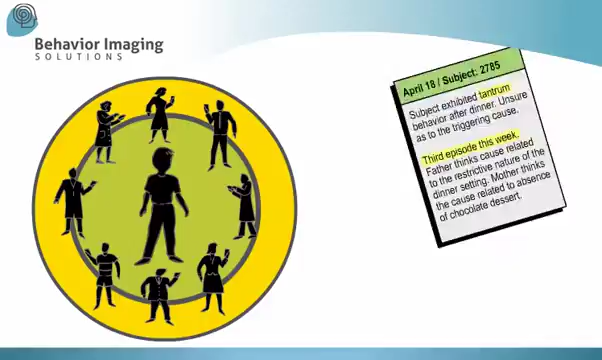 Behavior Imaging
SOLUTIONS
April 18 / Subject: 2785
Subject exhibited tantrum
behavior after dinner. Unsure
as to the triggering cause.
Third episode this week.
Father thinks cause related
to the restrictive nature of the
dinner setting. Mother thinks
the cause related to absence
of chocolate dessert.